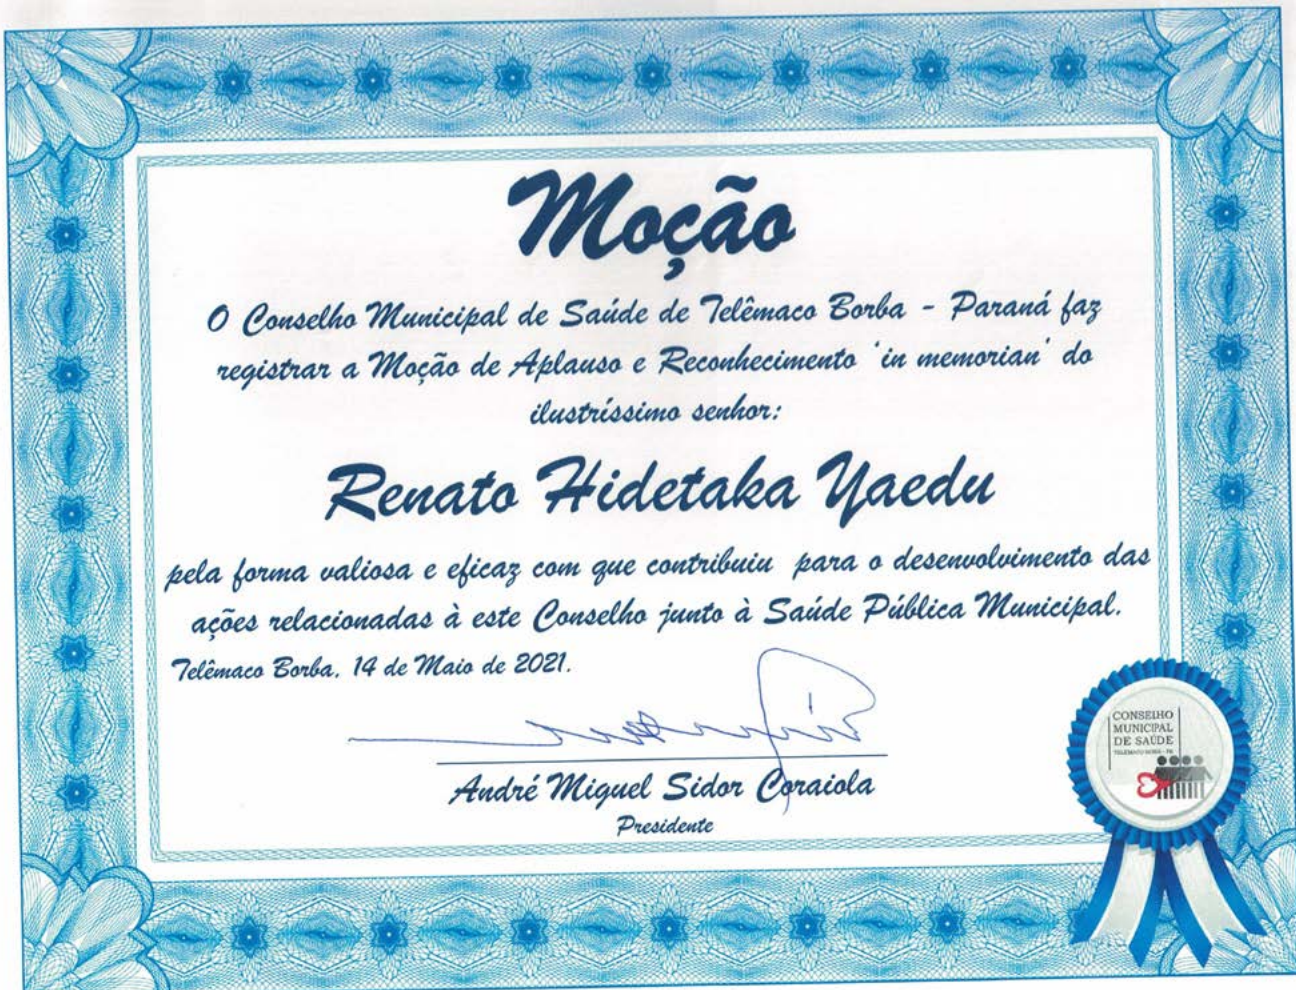 Moção
O Conselho Municipal de Saúde de Telêmaco Borba - Paraná faz
registrar a Moção de Aplauso e Reconhecimento 'in memorian' do
ilustríssimo senhor:
Renato Hidetaka Yaedu
pela forma valiosa e eficaz com que contribuiu para o desenvolvimento das
ações relacionadas à este Conselho junto à Saúde Pública Municipal.
Telêmaco Borba, 14 de Maio de 2021.
André Miguel Sidor Coraiola
Presidente
CONSELHO
MUNICIPAL
DE SAÚDE
TELÊMACO BORBA - PR